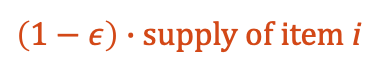 (1 − ϵ) · supply of item i